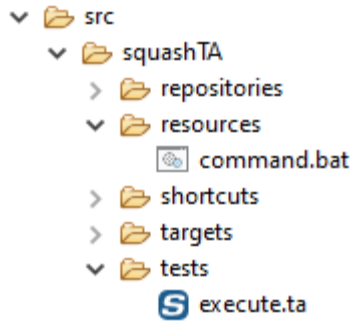 src
squashTA
repositories
resources
command.bat
shortcuts
targets
tests
execute.ta